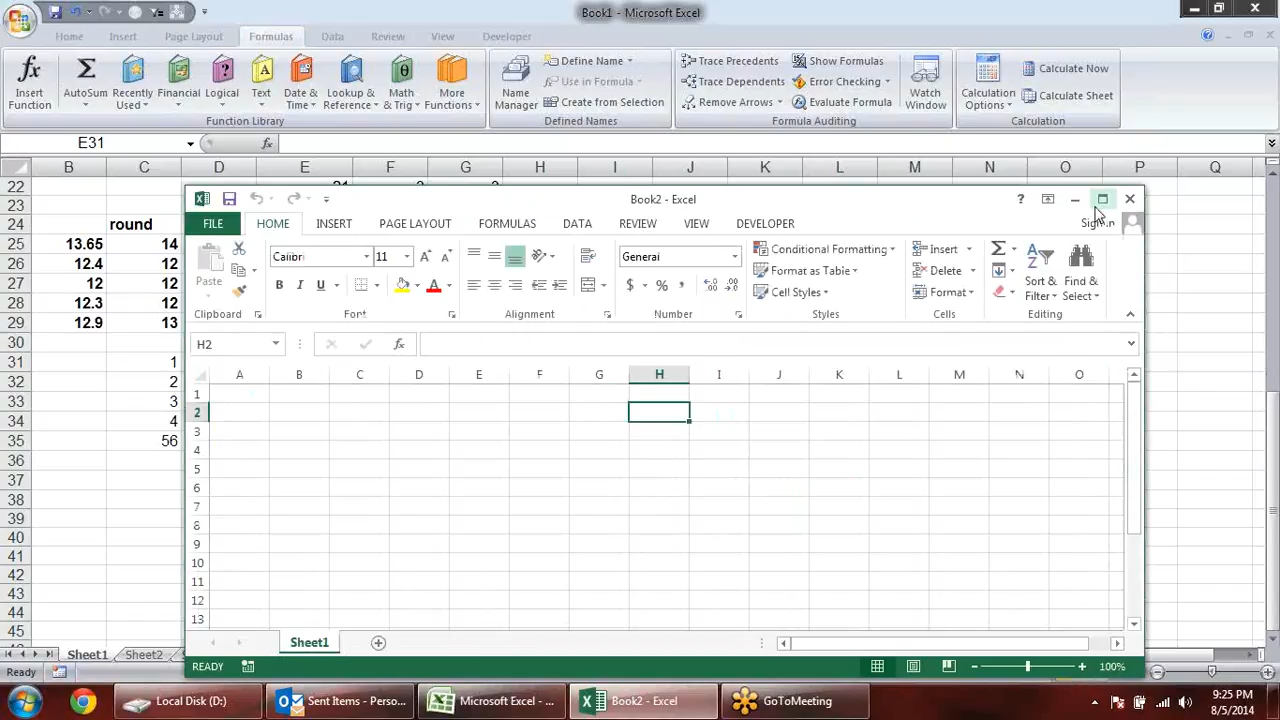 Book1 - Microsoft Excel
Home Insert Page Layout Formulas Data Review View Developer
Insert Function
AutoSum
Recently Used
Financial
Logical
Text
Date & Time
Lookup & Reference
Math & Trig
More Functions
Function Library
Name Manager
Define Name
Use in Formula
Create from Selection
Defined Names
Trace Precedents
Trace Dependents
Remove Arrows
Show Formulas
Error Checking
Evaluate Formula
Formula Auditing
Watch Window
Calculation Options
Calculate Now
Calculate Sheet
Calculation
E31 fx
B C D E F G H I J K L M N O P Q
22
23
24 round
25 13.65 14
26 12.4 12
27 12 12
28 12.3 12
29 12.9 13
30
31 1
32 2
33 3
34 4
35 56
36
37
38
39
40
41
42
43
44
45
Sheet1 Sheet2
Ready
Book2 - Excel
?
FILE HOME INSERT PAGE LAYOUT FORMULAS DATA REVIEW VIEW DEVELOPER
Paste
Clipboard
Calibri 11
B I U
Font
Alignment
General
$ % ,
Number
Conditional Formatting
Format as Table
Cell Styles
Styles
Insert
Delete
Format
Cells
Sort & Filter
Find & Select
Editing
H2 fx
A B C D E F G H I J K L M N O
1
2
3
4
5
6
7
8
9
10
11
12
13
Sheet1
READY 100%
Local Disk (D:)
Sent Items - Perso...
Microsoft Excel - ...
Book2 - Excel
GoToMeeting
9:25 PM
8/5/2014